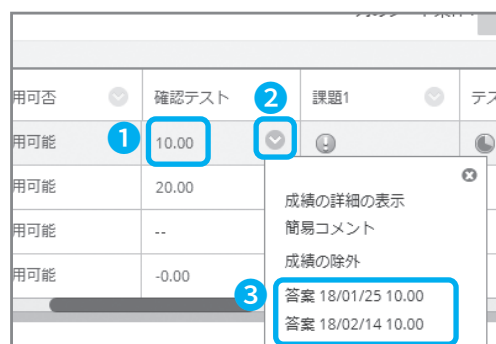 用可否 確認テスト 2 課題1 テス
用可能 1 10.00
用可能 20.00
用可能 --
用可能 -0.00
成績の詳細の表示
簡易コメント
成績の除外
3 答案 18/01/25 10.00
答案 18/02/14 10.00